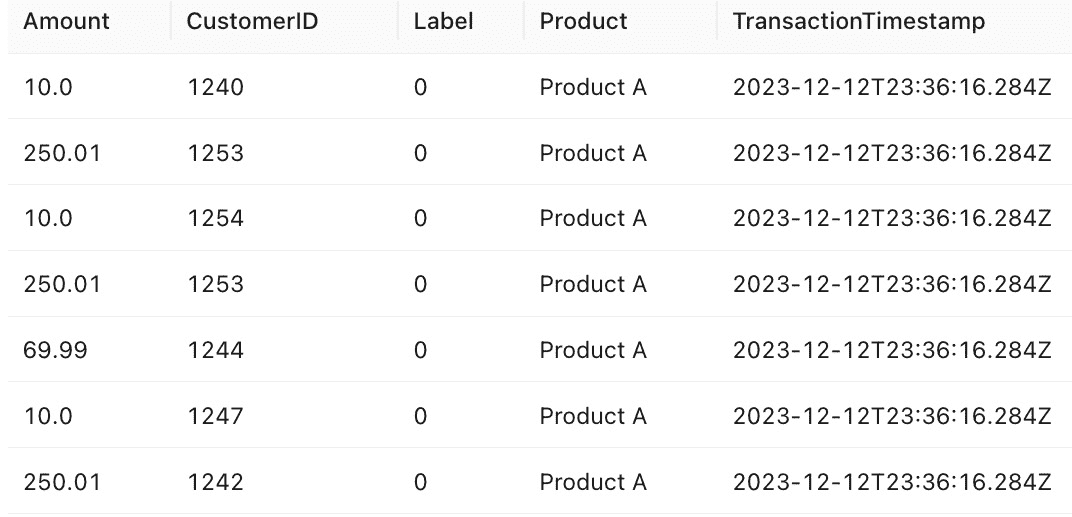 Amount CustomerID Label Product TransactionTimestamp
10.0 1240 0 Product A 2023-12-12T23:36:16.284Z
250.01 1253 0 Product A 2023-12-12T23:36:16.284Z
10.0 1254 0 Product A 2023-12-12T23:36:16.284Z
250.01 1253 0 Product A 2023-12-12T23:36:16.284Z
69.99 1244 0 Product A 2023-12-12T23:36:16.284Z
10.0 1247 0 Product A 2023-12-12T23:36:16.284Z
250.01 1242 0 Product A 2023-12-12T23:36:16.284Z